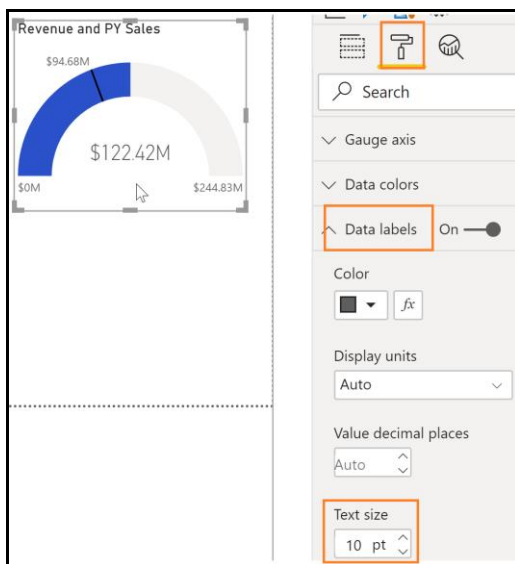 Revenue and PY Sales
$94.68M
$122.42M
$0M
$244.83M
Search
Gauge axis
Data colors
Data labels On
Color
fx
Display units
Auto
Value decimal places
Auto
Text size
10 pt